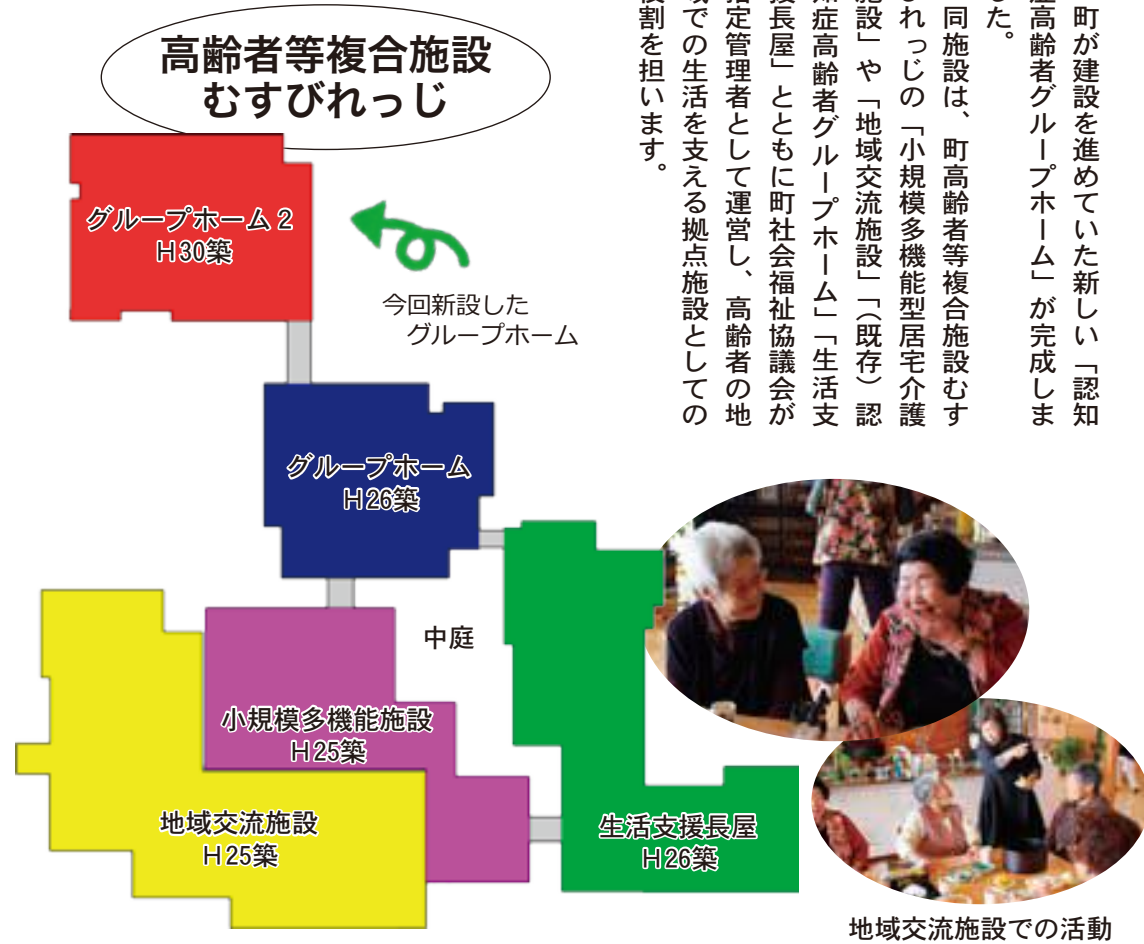 高齢者等複合施設
むすびれっじ
町が建設を進めていた新しい「認知
症高齢者グループホーム」が完成しま
した。
同施設は、町高齢者等複合施設むす
びれっじの「小規模多機能型居宅介護
施設」や「地域交流施設」「（既存）認
知症高齢者グループホーム」「生活支
援長屋」とともに町社会福祉協議会が
指定管理者として運営し、高齢者の地
域での生活を支える拠点施設としての
役割を担います。
グループホーム２
Ｈ30築
今回新設した
グループホーム
グループホーム
Ｈ26築
中庭
小規模多機能施設
Ｈ25築
地域交流施設
Ｈ25築
生活支援長屋
Ｈ26築
地域交流施設での活動